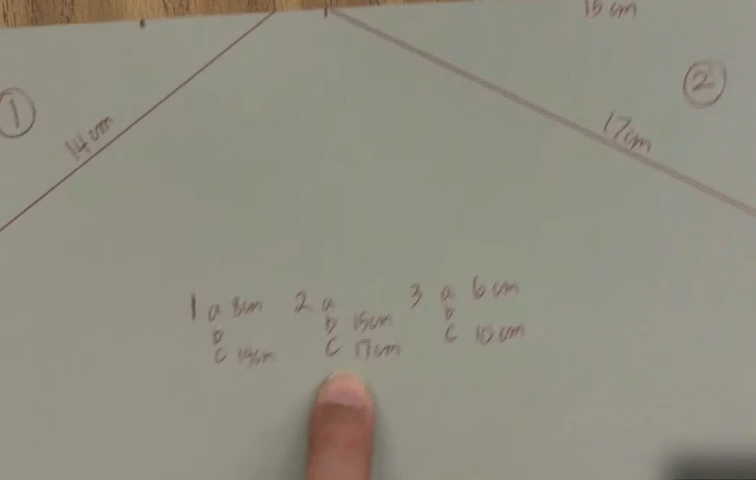 15 cm
1
2
14 cm
17cm
1 a 8cm
b
c 14cm
2 a
b 15cm
c 17cm
3 a 6 cm
b
c 10 cm